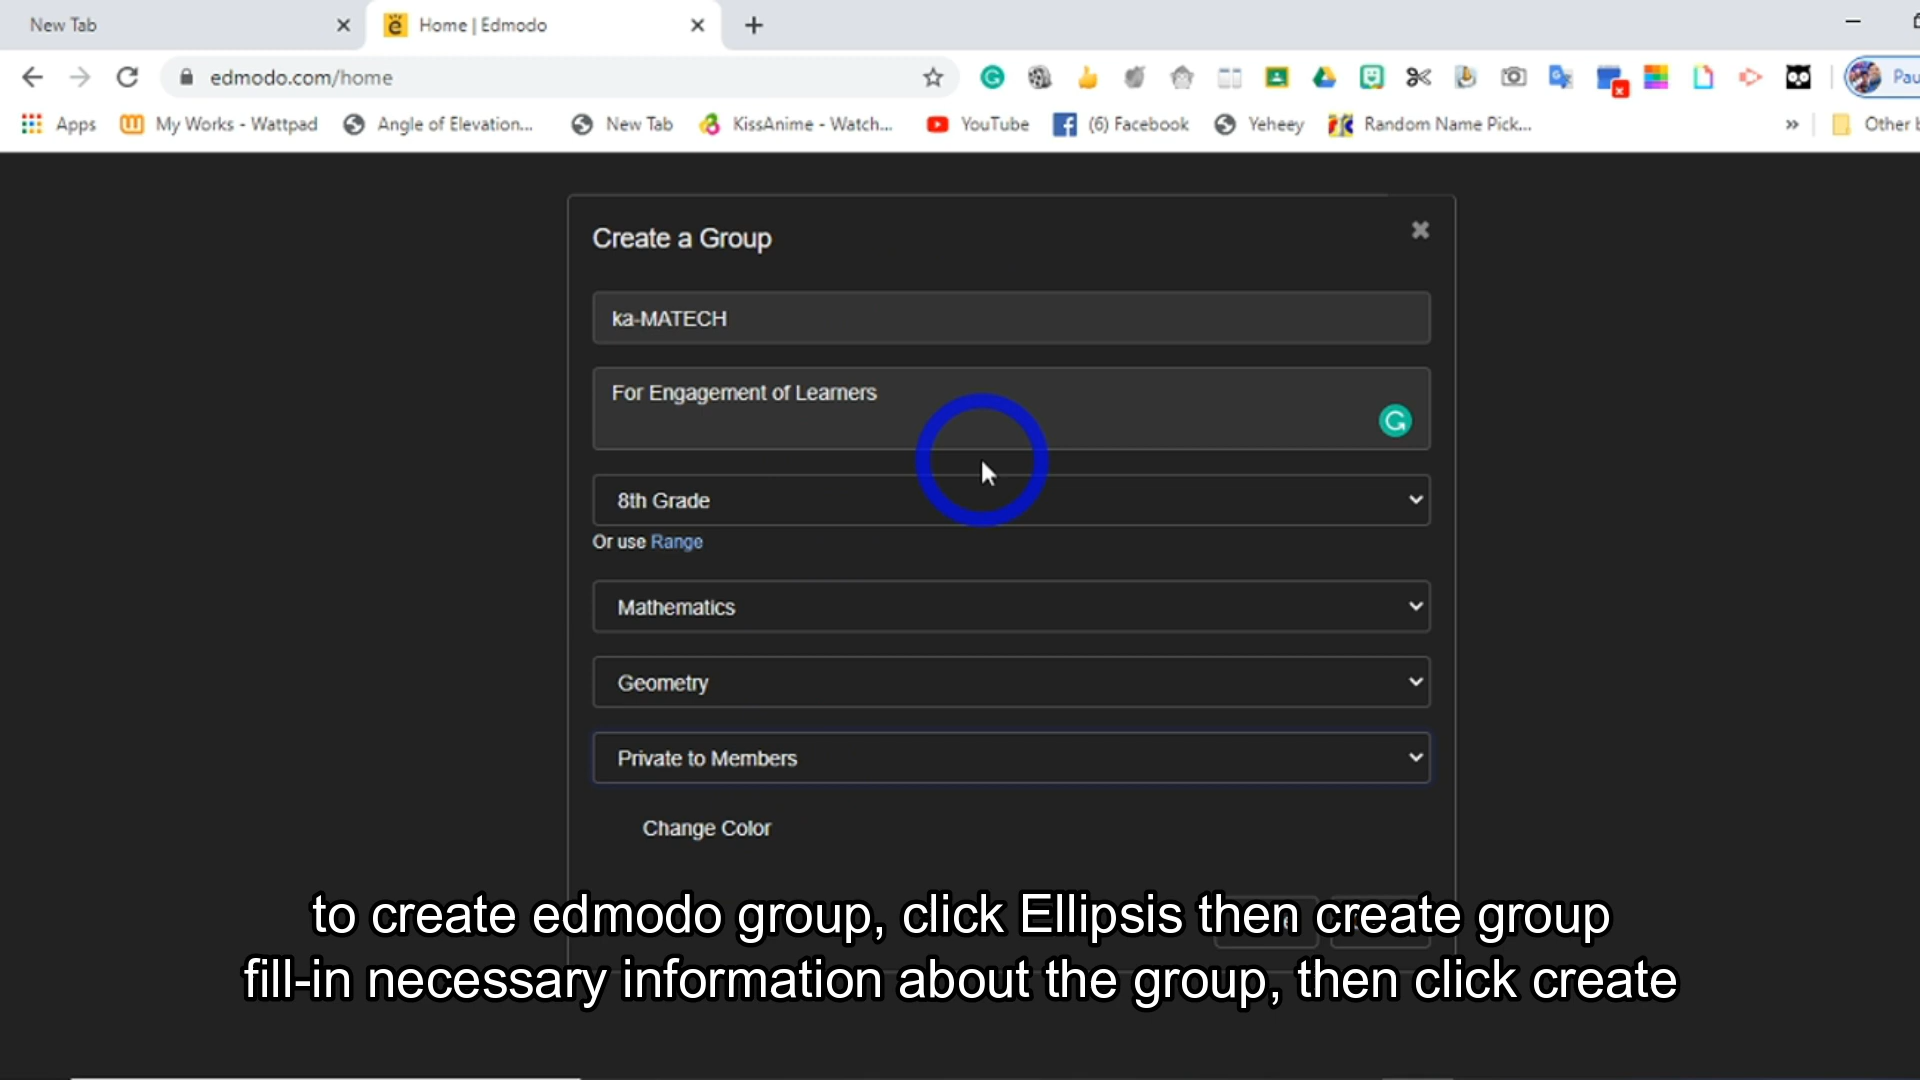 New Tab
Home | Edmodo
edmodo.com/home
Pau
Apps
My Works - Wattpad
Angle of Elevation...
New Tab
KissAnime - Watch...
YouTube
(6) Facebook
Yeheey
Random Name Pick...
»
Other
Create a Group
ka-MATECH
For Engagement of Learners
8th Grade
Or use Range
Mathematics
Geometry
Private to Members
Change Color
to create edmodo group, click Ellipsis then create group
fill-in necessary information about the group, then click create